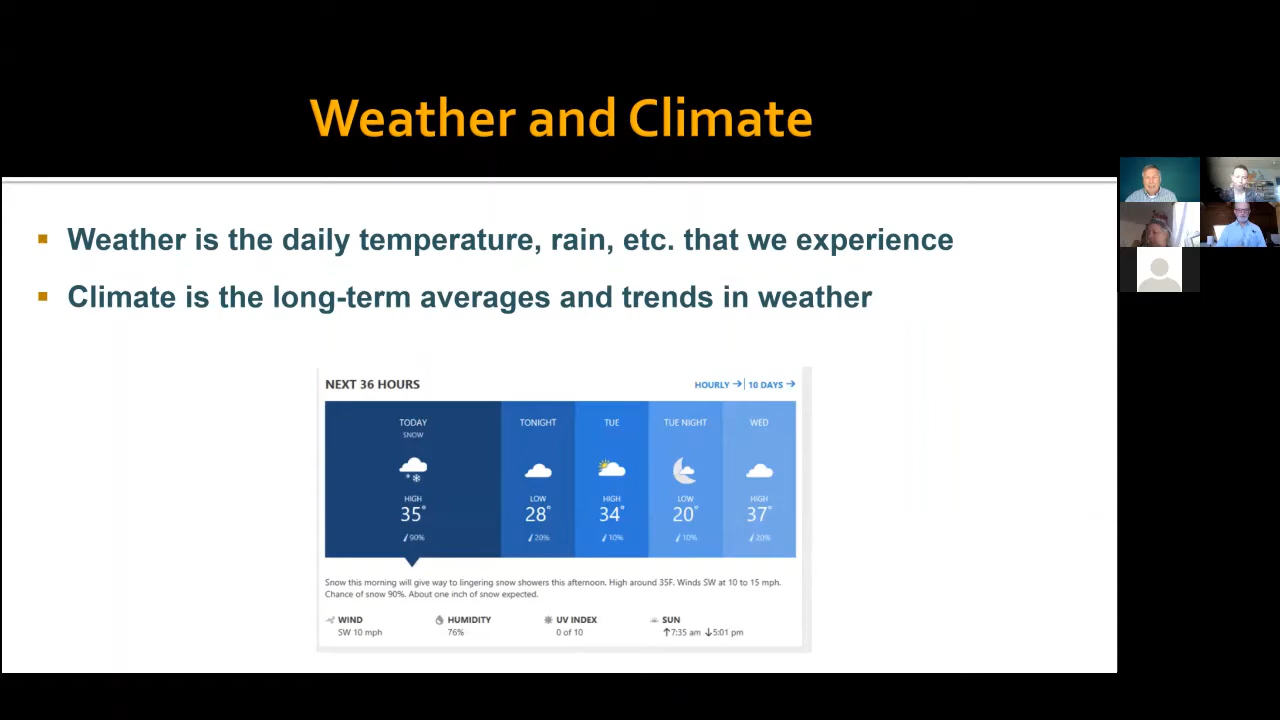 Weather and Climate
Weather is the daily temperature, rain, etc. that we experience
Climate is the long-term averages and trends in weather
NEXT 36 HOURS
HOURLY → | 10 DAYS →
TODAY
SNOW
HIGH
35°
90%
TONIGHT
LOW
28°
20%
TUE
HIGH
34°
10%
TUE NIGHT
LOW
20°
10%
WED
HIGH
37°
20%
Snow this morning will give way to lingering snow showers this afternoon. High around 35F. Winds SW at 10 to 15 mph.
Chance of snow 90%. About one inch of snow expected.
WIND
SW 10 mph
HUMIDITY
76%
UV INDEX
0 of 10
SUN
↑7:35 am ↓5:01 pm